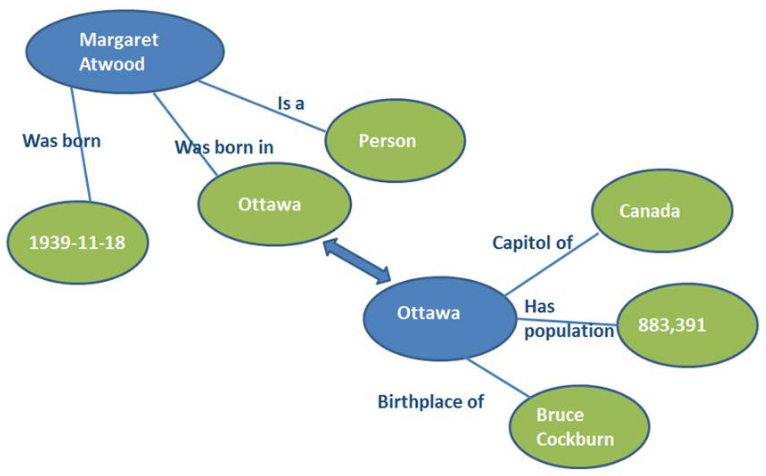 Margaret
Atwood
Is a
Was born
Was born in
Person
Ottawa
1939-11-18
Canada
Capitol of
Ottawa
Has
population
883,391
Birthplace of
Bruce
Cockburn